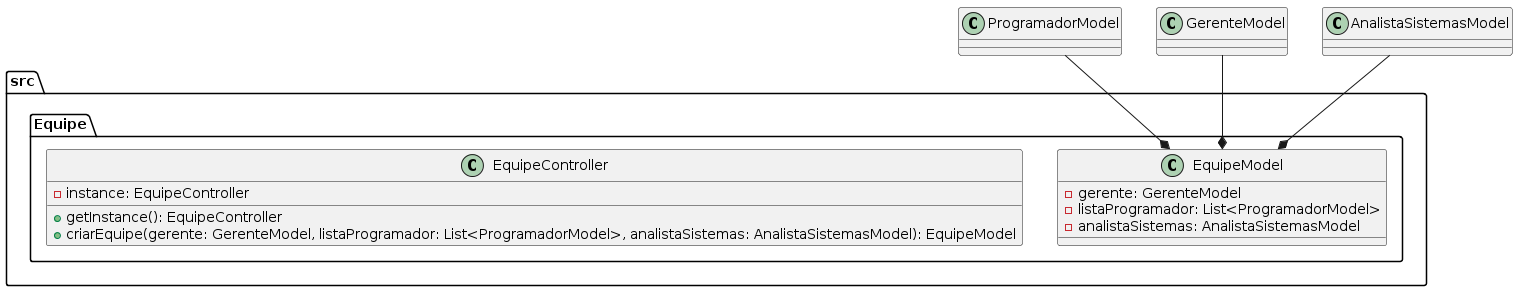 C ProgramadorModel
C GerenteModel
C AnalistaSistemasModel
src
Equipe
C EquipeController
instance: EquipeController
getInstance(): EquipeController
criarEquipe(gerente: GerenteModel, listaProgramador: List<ProgramadorModel>, analistaSistemas: AnalistaSistemasModel): EquipeModel
C EquipeModel
gerente: GerenteModel
listaProgramador: List<ProgramadorModel>
analistaSistemas: AnalistaSistemasModel